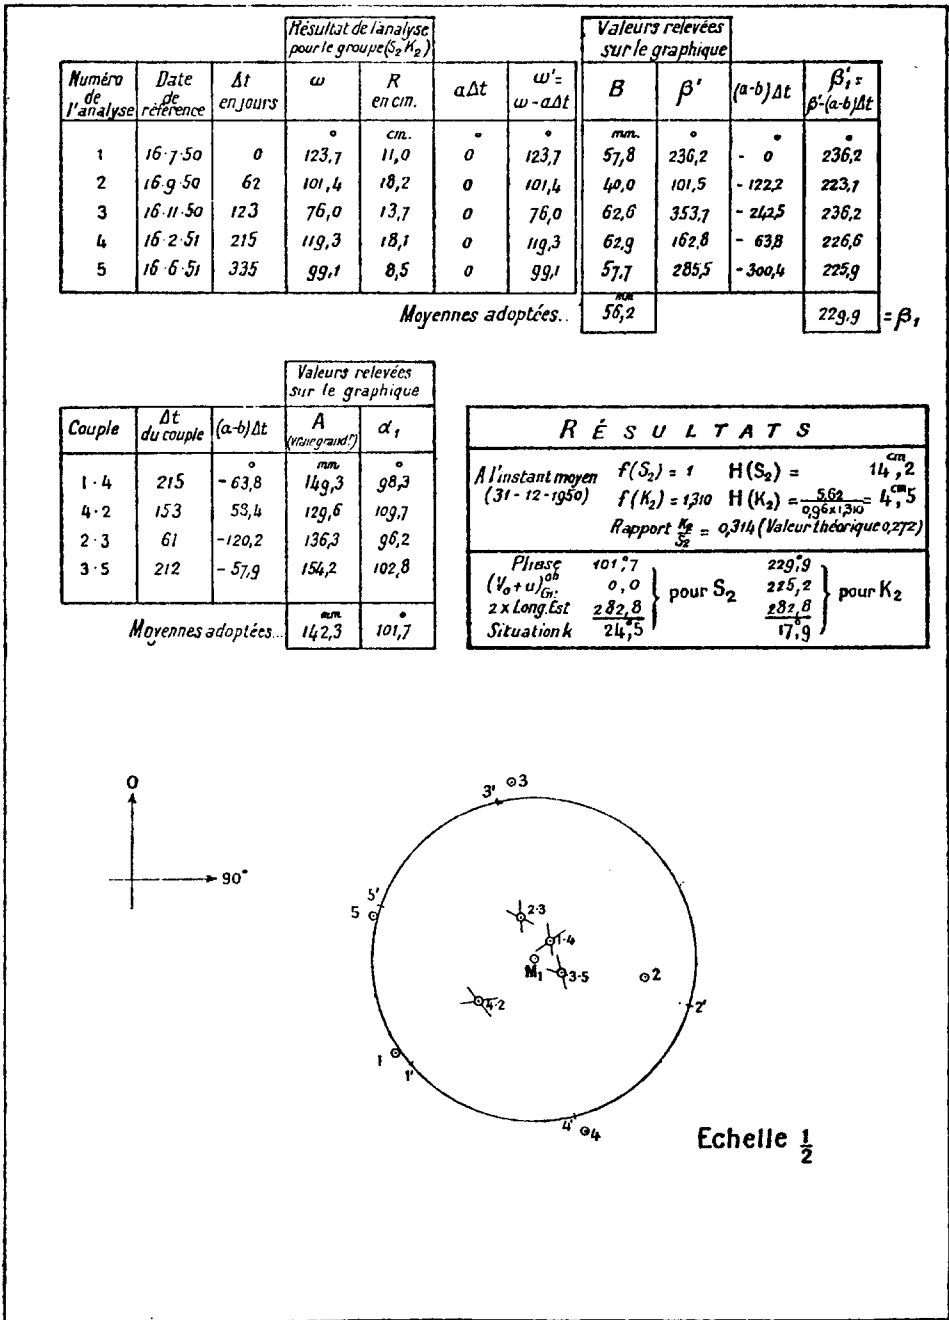 Résultat de l'analyse
pour le groupe (S₂ K₂)
Valeurs relevées
sur le graphique
Numéro de l'analyse Date de référence Δt en jours ω R en cm. aΔt ω' = ω - aΔt B β' (a-b)Δt β'₁ = β'-(a-b)Δt
° cm. ° ° mm. ° ° °
1 16·7·50 0 123,7 11,0 0 123,7 57,8 236,2 - 0 236,2
2 16·9·50 62 101,4 18,2 0 101,4 40,0 101,5 - 122,2 223,7
3 16·11·50 123 76,0 13,7 0 76,0 62,6 353,7 - 242,5 236,2
4 16·2·51 215 119,3 18,1 0 119,3 62,9 162,8 - 63,8 226,6
5 16·6·51 335 99,1 8,5 0 99,1 57,7 285,5 - 300,4 225,9
Moyennes adoptées.. mm 56,2 229,9 = β₁
Valeurs relevées
sur le graphique
Couple Δt du couple (a-b)Δt A α₁
° mm. °
1·4 215 - 63,8 149,3 98,3
4·2 153 58,4 129,6 109,7
2·3 61 - 120,2 136,3 96,2
3·5 212 - 57,9 154,2 102,8
mm °
Moyennes adoptées... 142,3 101,7
RÉSULTATS
A l'instant moyen f(S₂) = 1 H(S₂) = 14,2 cm
(31-12-1950) f(K₂) = 1,310 H(K₂) = 5,62 / 0,96x1,310 = 4,5 cm
Rapport K₂/S₂ = 0,314 (Valeur théorique 0,272)
Phase 101,°7 229,°9
(V₀+u) 0h Gr. 0,0 pour S₂ 225,2 pour K₂
2 x Long. Est 282,8 282,8
Situation k 24,°5 17,°9
0
90°
3
3'
5'
5
2·3
1·4
M₁
3·5
2
2'
4·2
1
1'
4'
4
Echelle 1/2